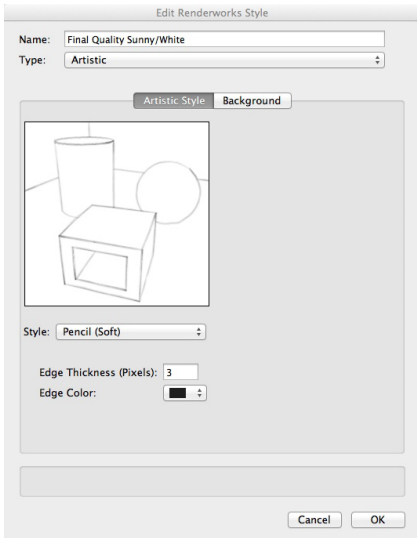 Edit Renderworks Style
Name: Final Quality Sunny/White
Type: Artistic
Artistic Style Background
Style: Pencil (Soft)
Edge Thickness (Pixels): 3
Edge Color:
Cancel OK